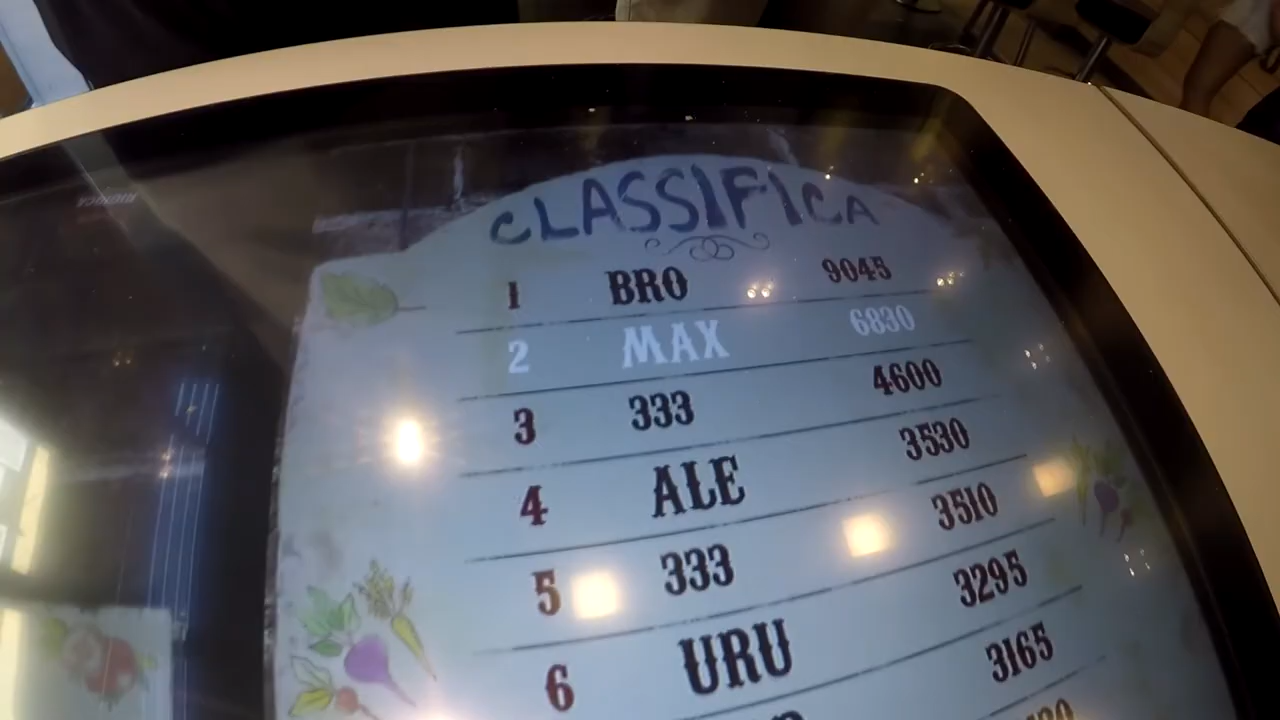 CLASSIFICA
1 BRO 9045
2 MAX 6830
3 333 4600
4 ALE 3530
5 333 3510
6 URU 3295
3165